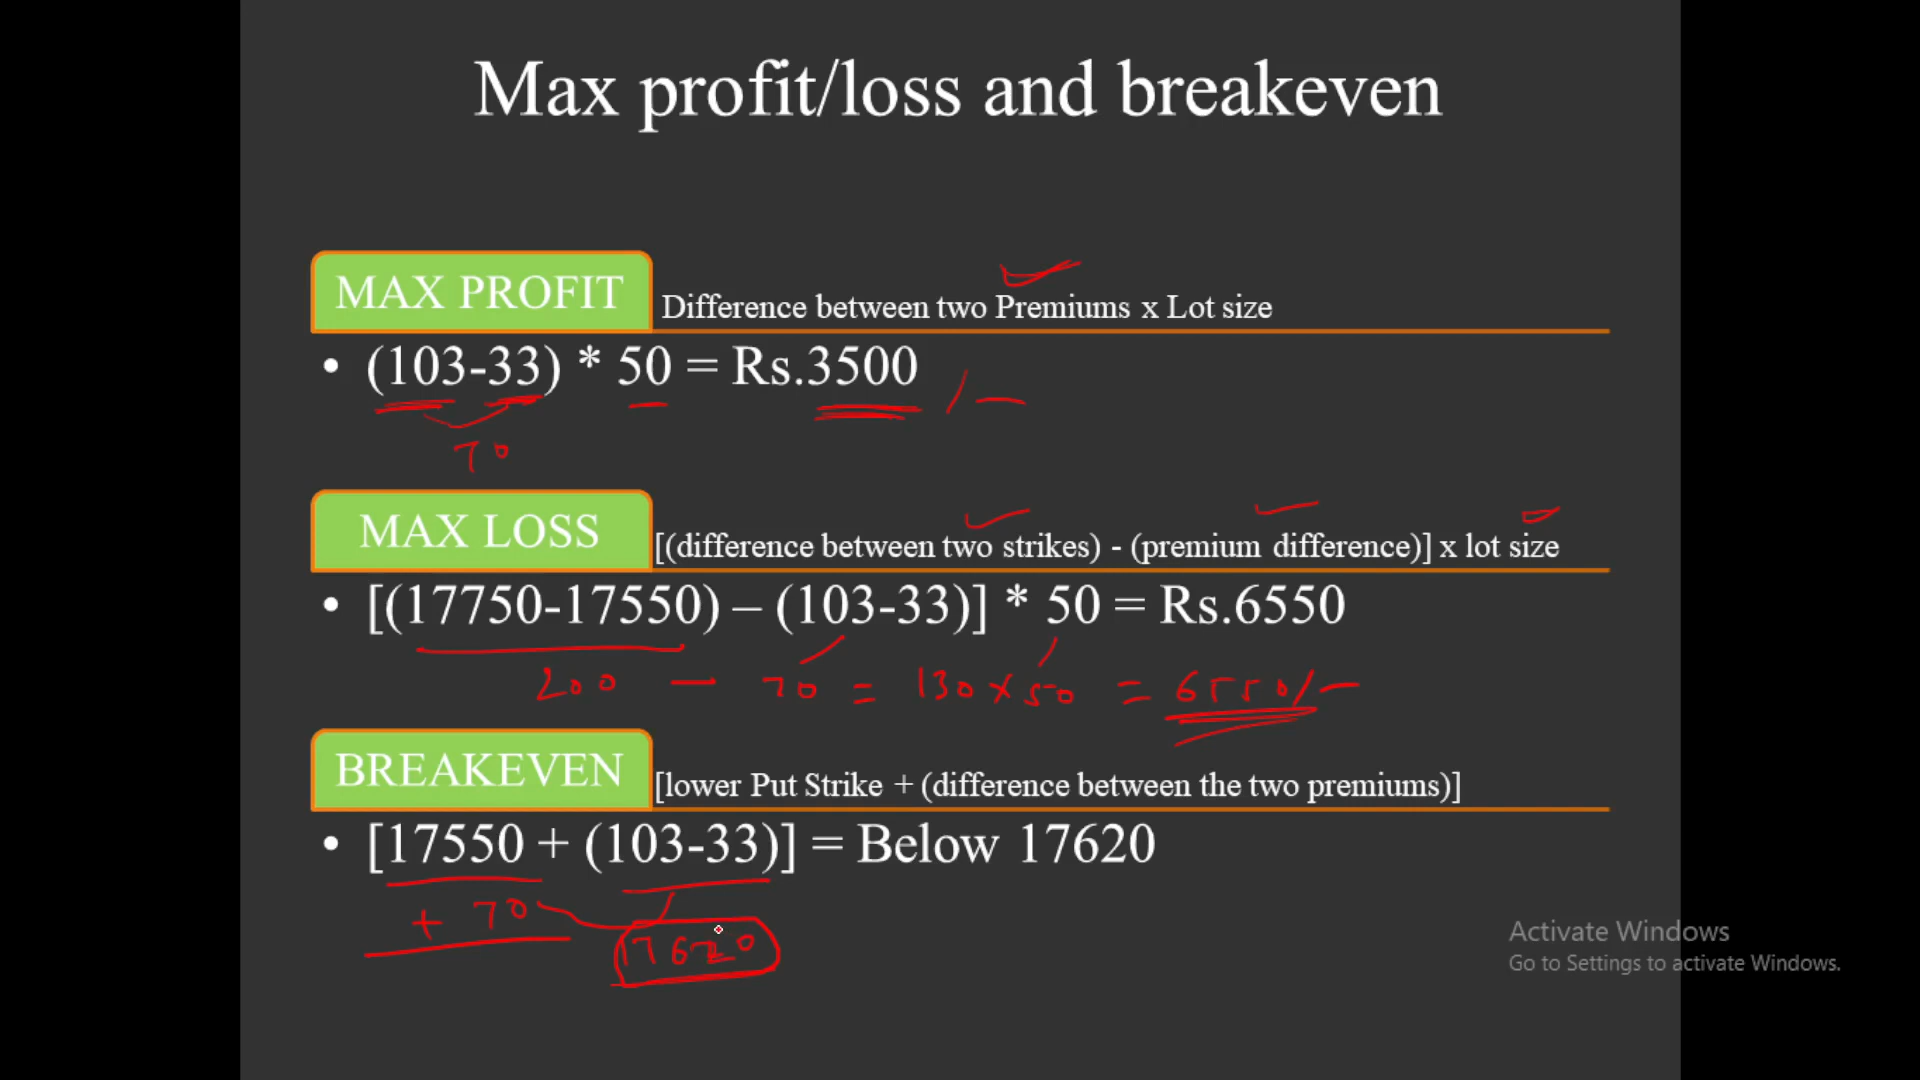 Max profit/loss and breakeven
MAX PROFIT Difference between two Premiums x Lot size
• (103-33) * 50 = Rs.3500 /-
70
MAX LOSS [(difference between two strikes) - (premium difference)] x lot size
• [(17750-17550) – (103-33)] * 50 = Rs.6550
200 - 70 = 130 x 50 = 6550/-
BREAKEVEN [lower Put Strike + (difference between the two premiums)]
• [17550 + (103-33)] = Below 17620
+ 70
17620
Activate Windows
Go to Settings to activate Windows.